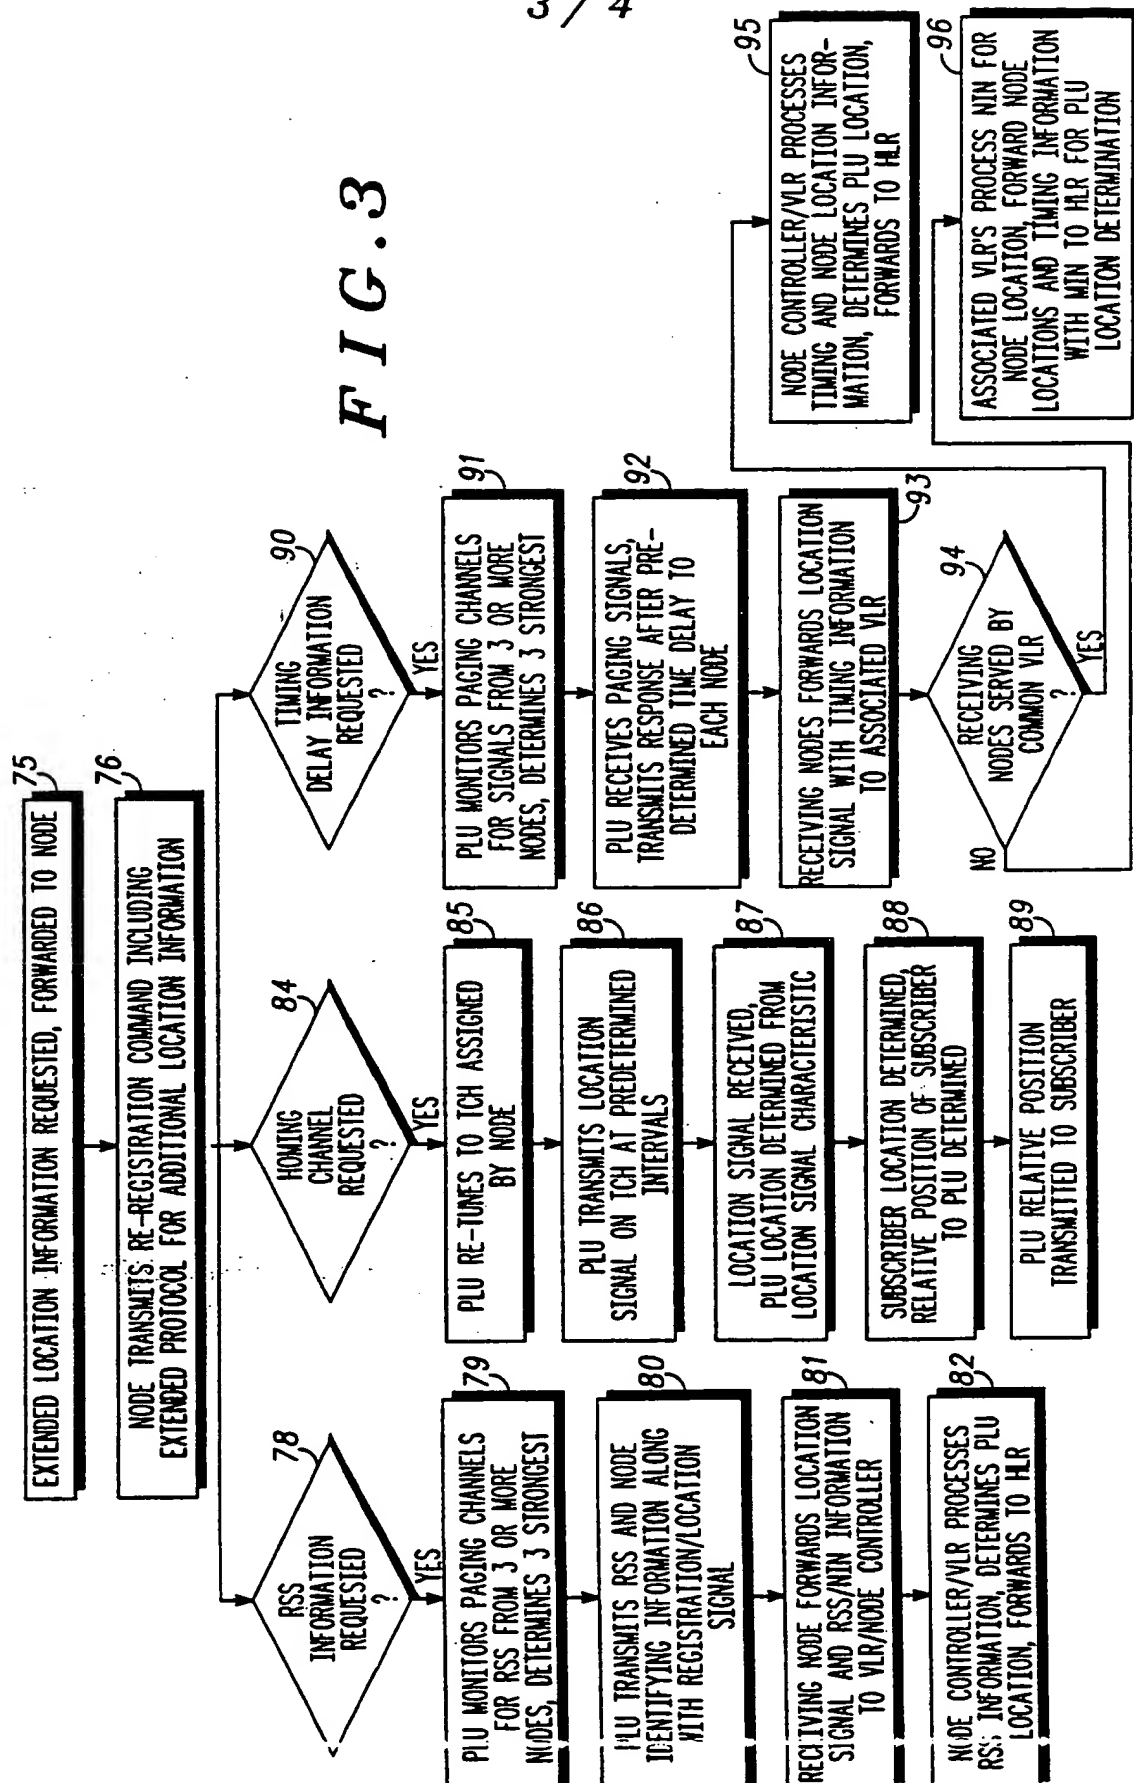 3/4
FIG.3
75
EXTENDED LOCATION INFORMATION REQUESTED, FORWARDED TO NODE
76
NODE TRANSMITS RE-REGISTRATION COMMAND INCLUDING
EXTENDED PROTOCOL FOR ADDITIONAL LOCATION INFORMATION
78
RSS
INFORMATION
REQUESTED
?
YES
79
PLU MONITORS PAGING CHANNELS
FOR RSS FROM 3 OR MORE
NODES, DETERMINES 3 STRONGEST
80
PLU TRANSMITS RSS AND NODE
IDENTIFYING INFORMATION ALONG
WITH REGISTRATION/LOCATION
SIGNAL
81
RECEIVING NODE FORWARDS LOCATION
SIGNAL AND RSS/NIN INFORMATION
TO VLR/NODE CONTROLLER
82
NODE CONTROLLER/VLR PROCESSES
RSS INFORMATION, DETERMINES PLU
LOCATION, FORWARDS TO HLR
84
HOMING
CHANNEL
REQUESTED
?
YES
85
PLU RE-TUNES TO TCH ASSIGNED
BY NODE
86
PLU TRANSMITS LOCATION
SIGNAL ON TCH AT PREDETERMINED
INTERVALS
87
LOCATION SIGNAL RECEIVED,
PLU LOCATION DETERMINED FROM
LOCATION SIGNAL CHARACTERISTIC
88
SUBSCRIBER LOCATION DETERMINED,
RELATIVE POSITION OF SUBSCRIBER
TO PLU DETERMINED
89
PLU RELATIVE POSITION
TRANSMITTED TO SUBSCRIBER
90
TIMING
DELAY INFORMATION
REQUESTED
?
YES
91
PLU MONITORS PAGING CHANNELS
FOR SIGNALS FROM 3 OR MORE
NODES, DETERMINES 3 STRONGEST
92
PLU RECEIVES PAGING SIGNALS,
TRANSMITS RESPONSE AFTER PRE-
DETERMINED TIME DELAY TO
EACH NODE
93
RECEIVING NODES FORWARDS LOCATION
SIGNAL WITH TIMING INFORMATION
TO ASSOCIATED VLR
94
RECEIVING
NODES SERVED BY
COMMON VLR
?
NO
YES
95
NODE CONTROLLER/VLR PROCESSES
TIMING AND NODE LOCATION INFOR-
MATION, DETERMINES PLU LOCATION,
FORWARDS TO HLR
96
ASSOCIATED VLR'S PROCESS NIN FOR
NODE LOCATION, FORWARD NODE
LOCATIONS AND TIMING INFORMATION
WITH MIN TO HLR FOR PLU
LOCATION DETERMINATION